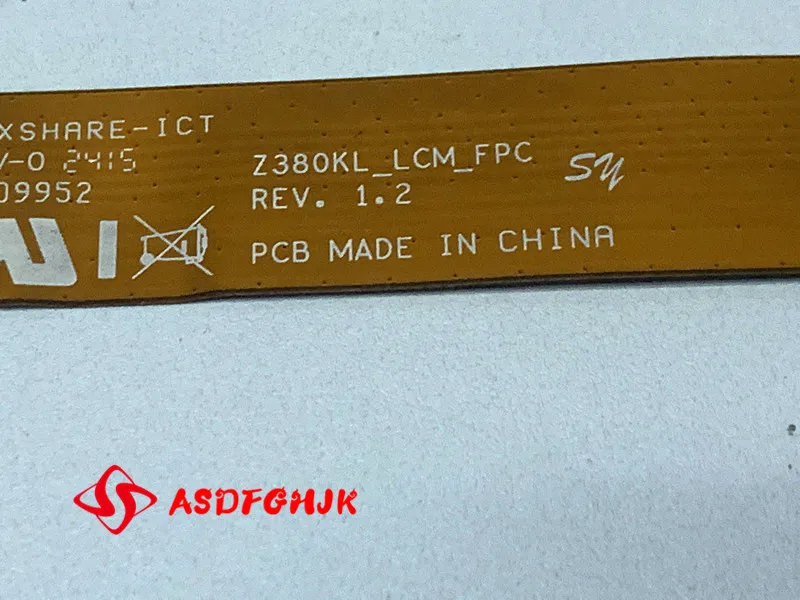 XSHARE-ICT
V-0 2415
09952
Z380KL_LCM_FPC
REV. 1.2
PCB MADE IN CHINA
SY
ASDFGHJK